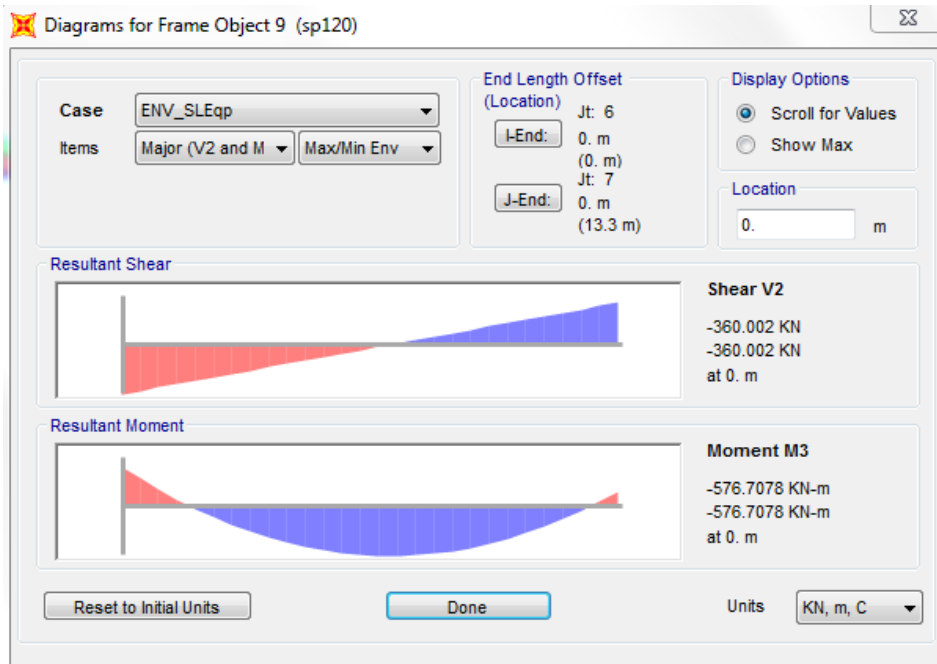 Diagrams for Frame Object 9 (sp120)
Case
ENV_SLEqp
Items
Major (V2 and M
Max/Min Env
End Length Offset
(Location)
I-End:
Jt: 6
0. m
(0. m)
J-End:
Jt: 7
0. m
(13.3 m)
Display Options
Scroll for Values
Show Max
Location
0.
m
Resultant Shear
Shear V2
-360.002 KN
-360.002 KN
at 0. m
Resultant Moment
Moment M3
-576.7078 KN-m
-576.7078 KN-m
at 0. m
Reset to Initial Units
Done
Units
KN, m, C